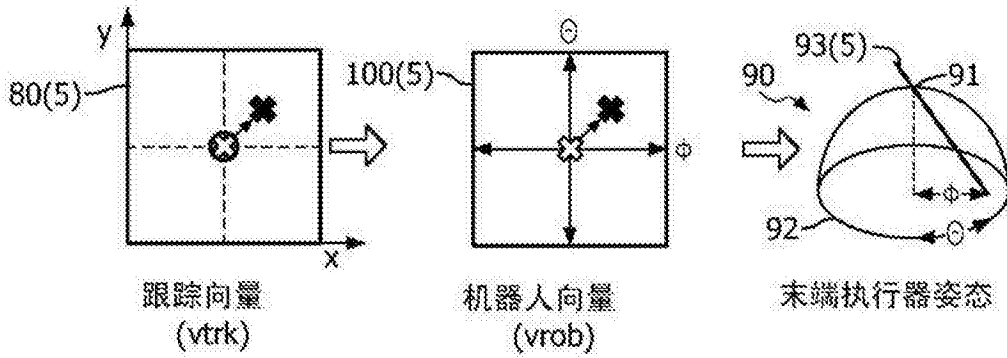 y
80(5)
x
跟踪向量
(vtrk)
Θ
100(5)
Φ
机器人向量
(vrob)
93(5)
91
90
92
Φ
Θ
末端执行器姿态